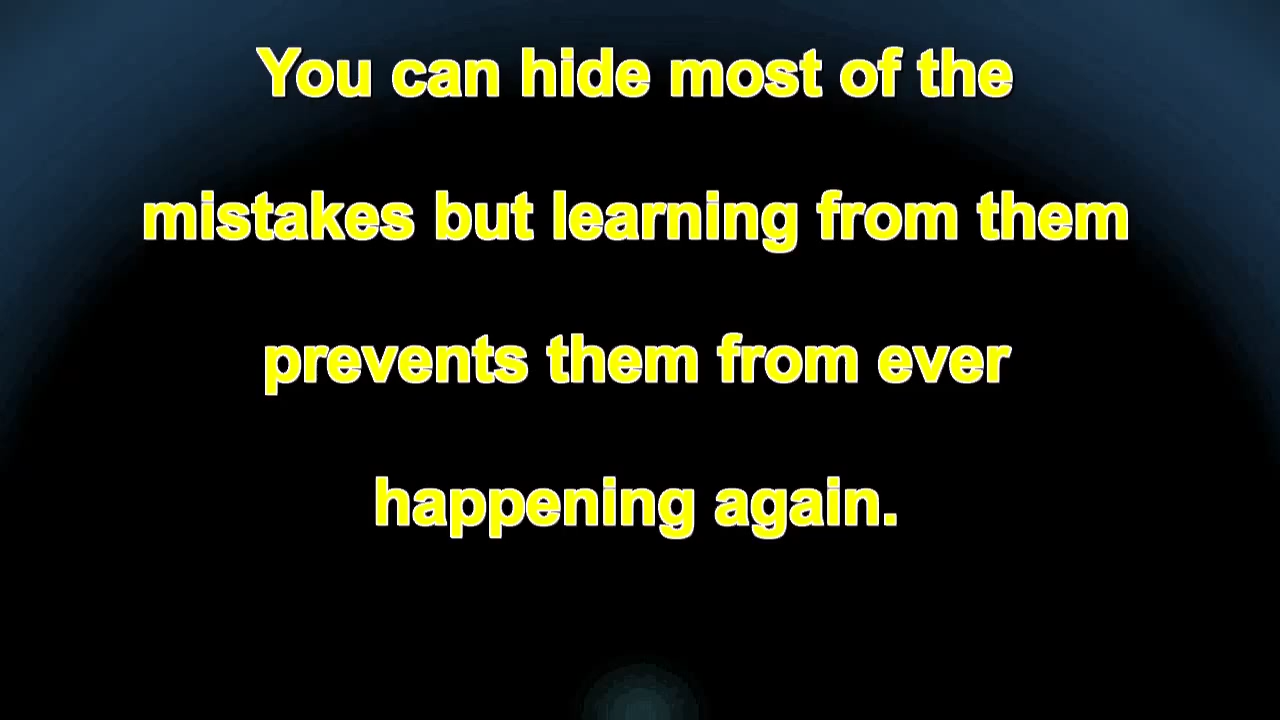 You can hide most of the
mistakes but learning from them
prevents them from ever
happening again.